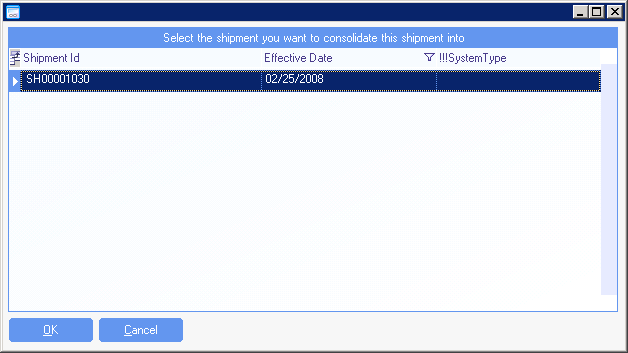 Select the shipment you want to consolidate this shipment into
Shipment Id Effective Date !!!SystemType
SH00001030 02/25/2008
OK Cancel